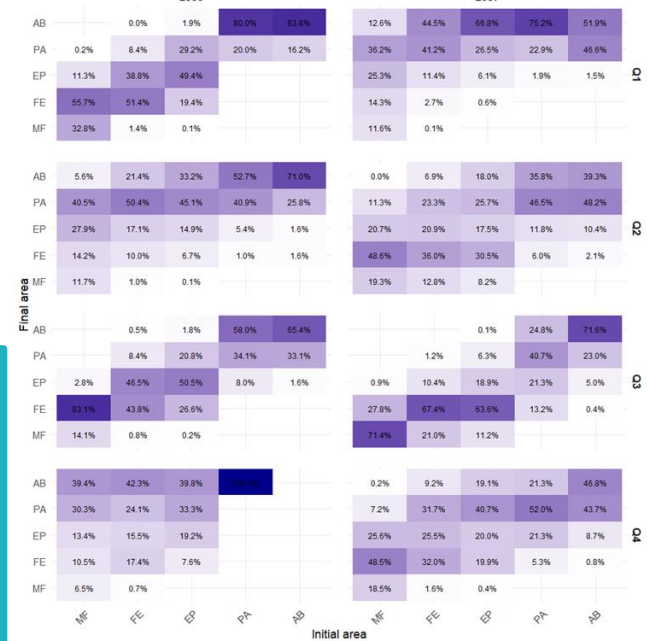 AB 0.0% 1.9% 80.0% 83.8% 12.6% 44.5% 66.8% 75.2% 51.9%
PA 0.2% 8.4% 29.2% 20.0% 16.2% 36.2% 41.2% 26.5% 22.9% 46.6%
EP 11.3% 38.8% 49.4% 25.3% 11.4% 6.1% 1.9% 1.5% Q1
FE 55.7% 51.4% 19.4% 14.3% 2.7% 0.6%
MF 32.8% 1.4% 0.1% 11.6% 0.1%
AB 5.6% 21.4% 33.2% 52.7% 71.0% 0.0% 6.9% 18.0% 35.8% 39.3%
PA 40.5% 50.4% 45.1% 40.9% 25.8% 11.3% 23.3% 25.7% 46.5% 48.2%
EP 27.9% 17.1% 14.9% 5.4% 1.6% 20.7% 20.9% 17.5% 11.8% 10.4% Q2
FE 14.2% 10.0% 6.7% 1.0% 1.6% 48.6% 36.0% 30.5% 6.0% 2.1%
MF 11.7% 1.0% 0.1% 19.3% 12.8% 8.2%
Final area
AB 0.5% 1.8% 58.0% 65.4% 0.1% 24.8% 71.6%
PA 8.4% 20.8% 34.1% 33.1% 1.2% 6.3% 40.7% 23.0%
EP 2.8% 46.5% 50.5% 8.0% 1.6% 0.9% 10.4% 18.9% 21.3% 5.0% Q3
FE 83.1% 43.8% 26.6% 27.8% 67.4% 63.6% 13.2% 0.4%
MF 14.1% 0.8% 0.2% 71.4% 21.0% 11.2%
AB 39.4% 42.3% 39.8% 0.2% 9.2% 19.1% 21.3% 46.8%
PA 30.3% 24.1% 33.3% 7.2% 31.7% 40.7% 52.0% 43.7%
EP 13.4% 15.5% 19.2% 25.6% 25.5% 20.0% 21.3% 8.7% Q4
FE 10.5% 17.4% 7.6% 48.5% 32.0% 19.9% 5.3% 0.8%
MF 6.5% 0.7% 18.5% 1.6% 0.4%
MF FE EP PA AB MF FE EP PA AB
Initial area